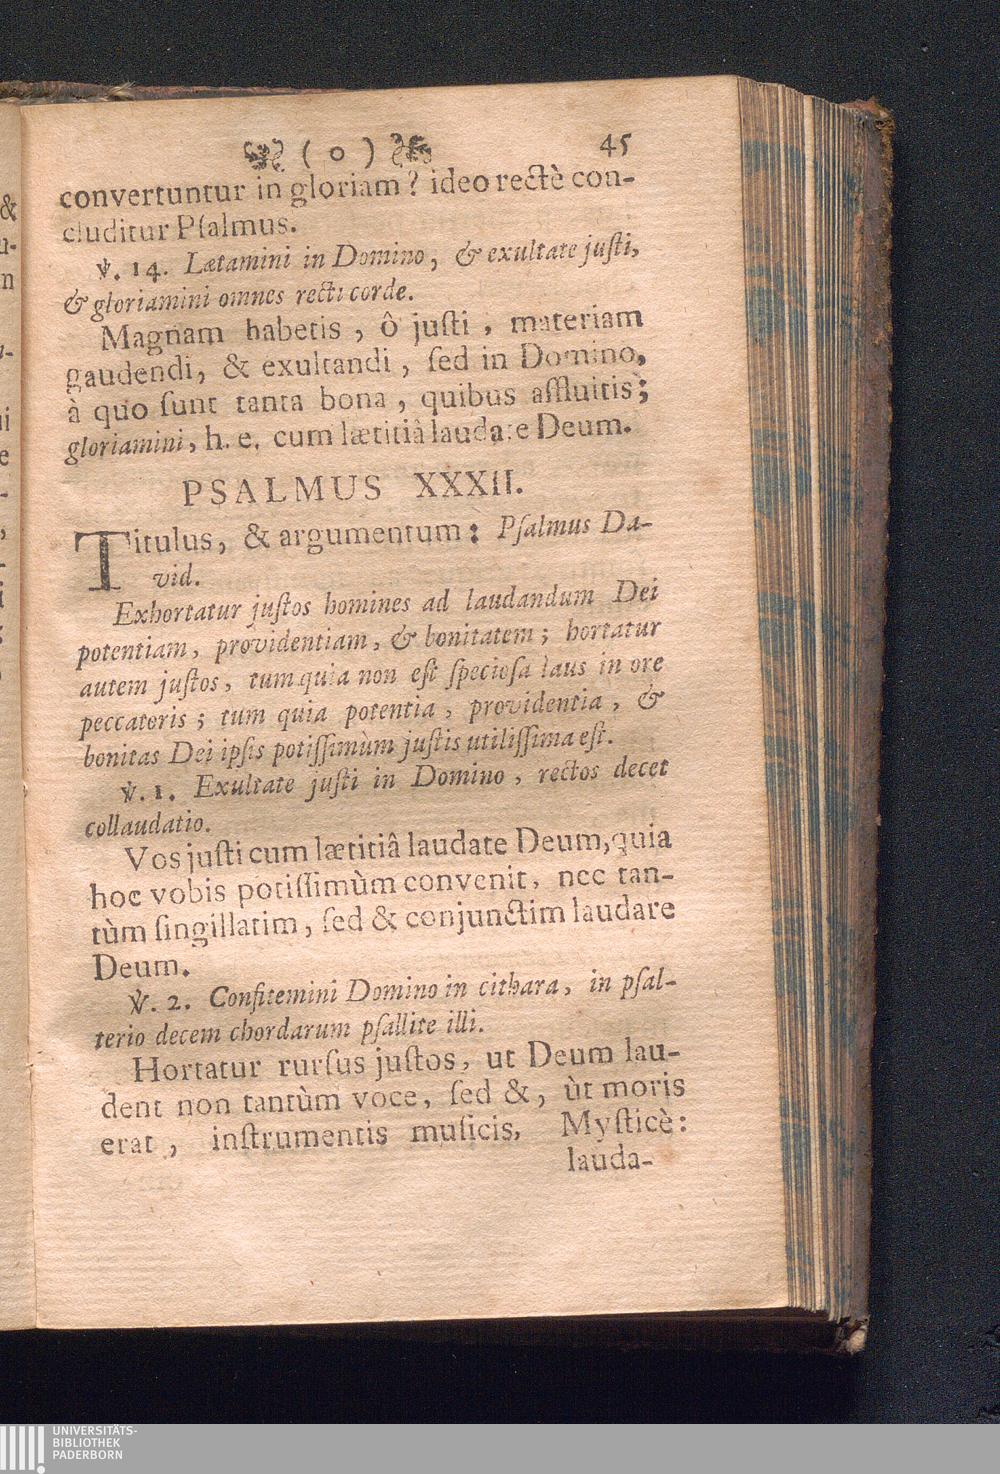 ( o ) 45
convertuntur in gloriam? ideo rectè con-
cluditur Pſalmus.
℣. 14. Lætamini in Domino, & exultate juſti,
& gloriamini omnes recti corde.
Magnam habetis, ô juſti, materiam
gaudendi, & exultandi, ſed in Domino,
à quo ſunt tanta bona, quibus affluitis;
gloriamini, h. e. cum lætitiâ laudate Deum.
PSALMUS XXXII.
Titulus, & argumentum: Pſalmus Da-
vid.
Exhortatur juſtos homines ad laudandum Dei
potentiam, providentiam, & bonitatem; hortatur
autem juſtos, tum quia non eſt ſpecioſa laus in ore
peccatoris; tum quia potentia, providentia, &
bonitas Dei ipſis potiſſimùm juſtis utiliſſima eſt.
℣. 1. Exultate juſti in Domino, rectos decet
collaudatio.
Vos juſti cum lætitiâ laudate Deum, quia
hoc vobis potiſſimùm convenit, nec tan-
tùm ſingillatim, ſed & conjunctim laudare
Deum.
℣. 2. Confitemini Domino in cithara, in pſal-
terio decem chordarum pſallite illi.
Hortatur rurſus juſtos, ut Deum lau-
dent non tantùm voce, ſed &, ùt moris
erat, inſtrumentis muſicis. Myſticè:
lauda-
UNIVERSITÄTS-
BIBLIOTHEK
PADERBORN